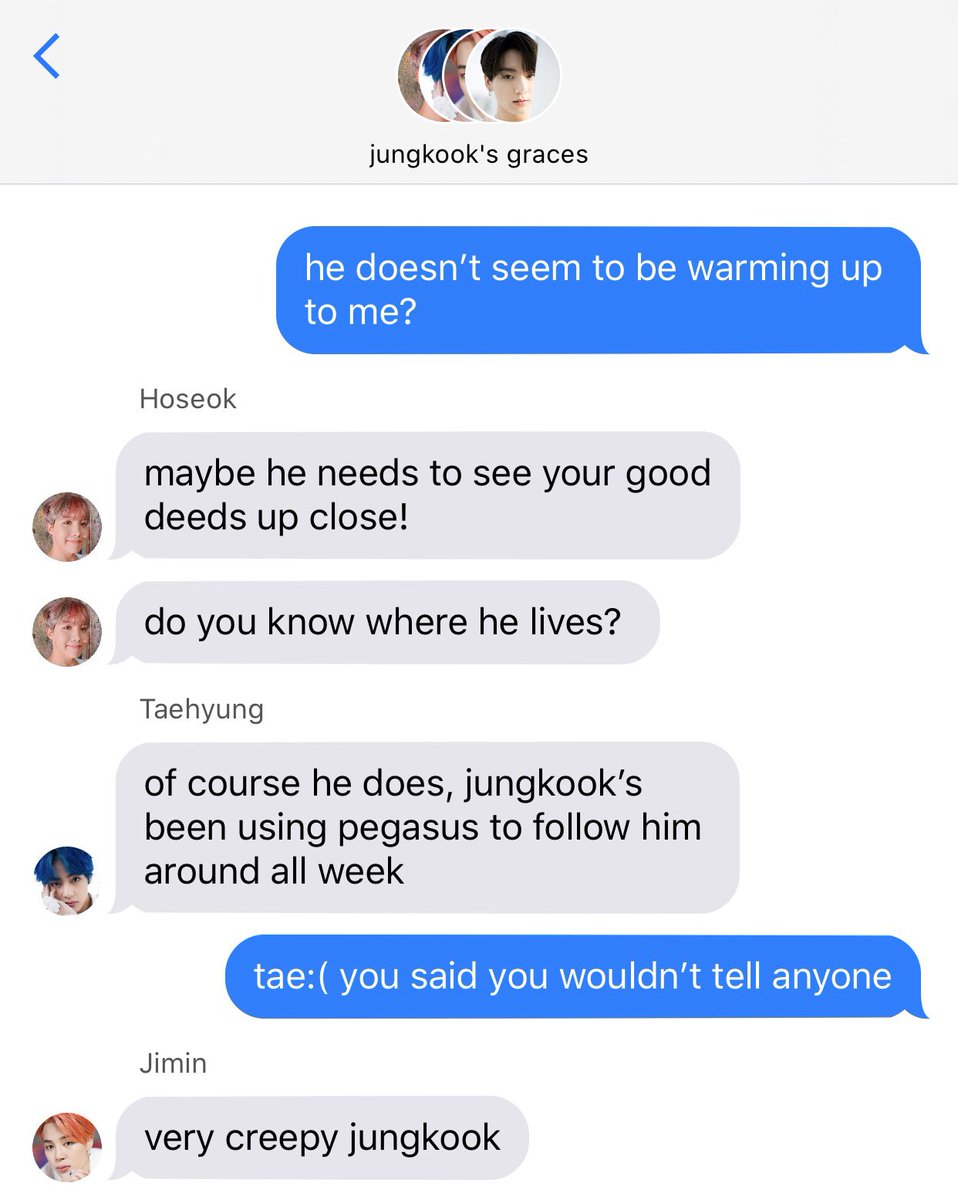 jungkook's graces
he doesn’t seem to be warming up
to me?
Hoseok
maybe he needs to see your good
deeds up close!
do you know where he lives?
Taehyung
of course he does, jungkook’s
been using pegasus to follow him
around all week
tae:( you said you wouldn’t tell anyone
Jimin
very creepy jungkook